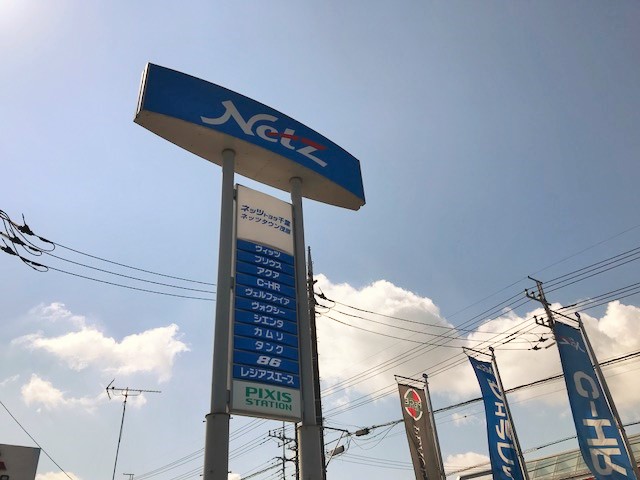 Netz
ネッツトヨタ千葉
ネッツタウン茂原
ヴィッツ
プリウス
アクア
C-HR
ヴェルファイア
ヴォクシー
シエンタ
カムリ
タンク
86
レジアスエース
PIXIS
STATION
C-HR